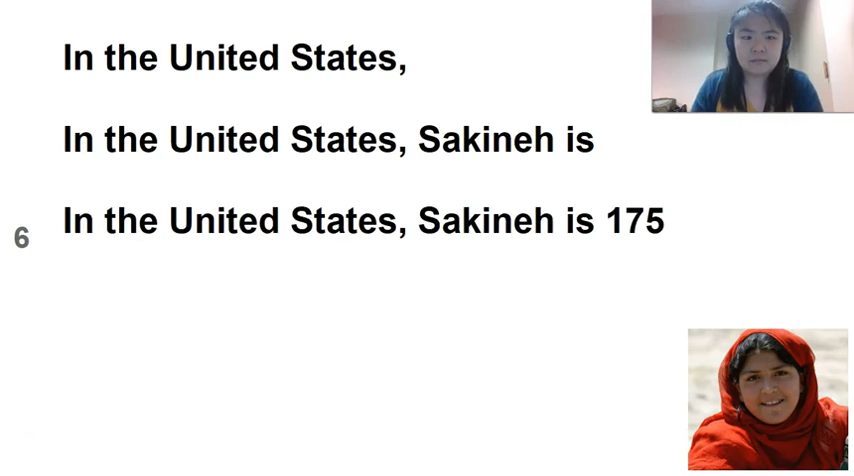 In the United States,
In the United States, Sakineh is
In the United States, Sakineh is 175
6